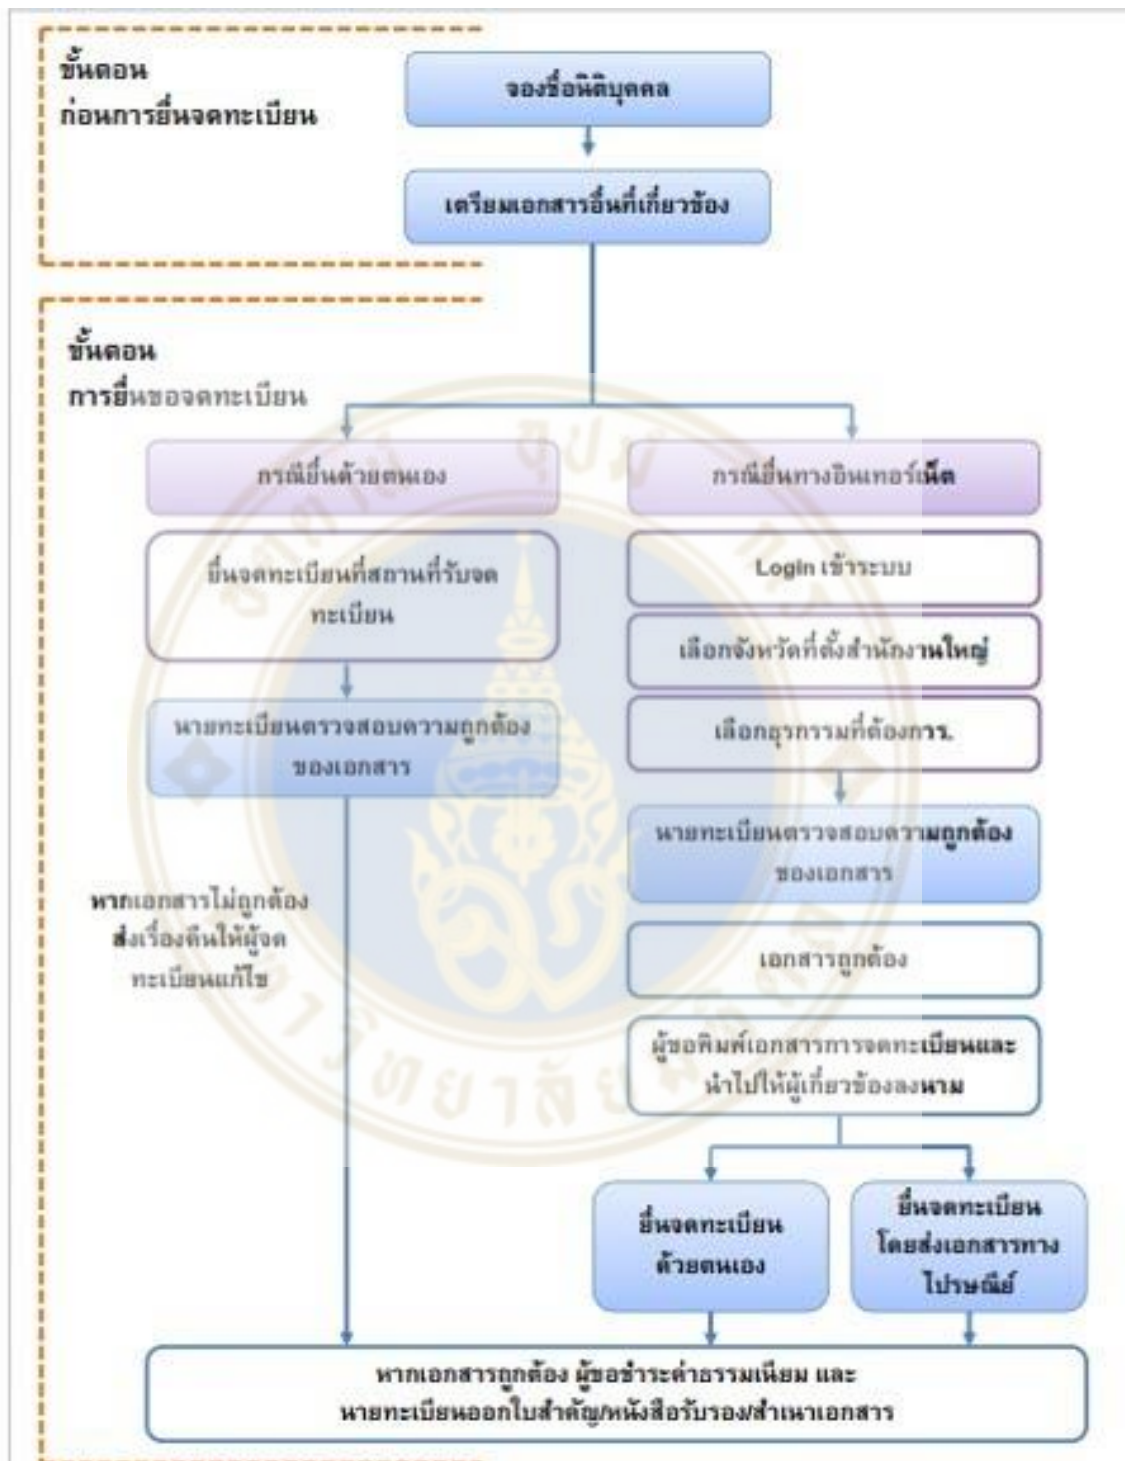 ขั้นตอน
ก่อนการยื่นจดทะเบียน
จองชื่อนิติบุคคล
เตรียมเอกสารอื่นที่เกี่ยวข้อง
ขั้นตอน
การยื่นขอจดทะเบียน
กรณียื่นด้วยตนเอง
ยื่นจดทะเบียนที่สถานที่รับจด
ทะเบียน
นายทะเบียนตรวจสอบความถูกต้อง
ของเอกสาร
หากเอกสารไม่ถูกต้อง
ส่งเรื่องคืนให้ผู้จด
ทะเบียนแก้ไข
กรณียื่นทางอินเทอร์เน็ต
Login เข้าระบบ
เลือกจังหวัดที่ตั้งสำนักงานใหญ่
เลือกธุรกรรมที่ต้องการ.
นายทะเบียนตรวจสอบความถูกต้อง
ของเอกสาร
เอกสารถูกต้อง
ผู้ขอพิมพ์เอกสารการจดทะเบียนและ
นำไปให้ผู้เกี่ยวข้องลงนาม
ยื่นจดทะเบียน
ด้วยตนเอง
ยื่นจดทะเบียน
โดยส่งเอกสารทาง
ไปรษณีย์
หากเอกสารถูกต้อง ผู้ขอชำระค่าธรรมเนียม และ
นายทะเบียนออกใบสำคัญ/หนังสือรับรอง/สำเนาเอกสาร
มหาวิทยาลัยมหิดล